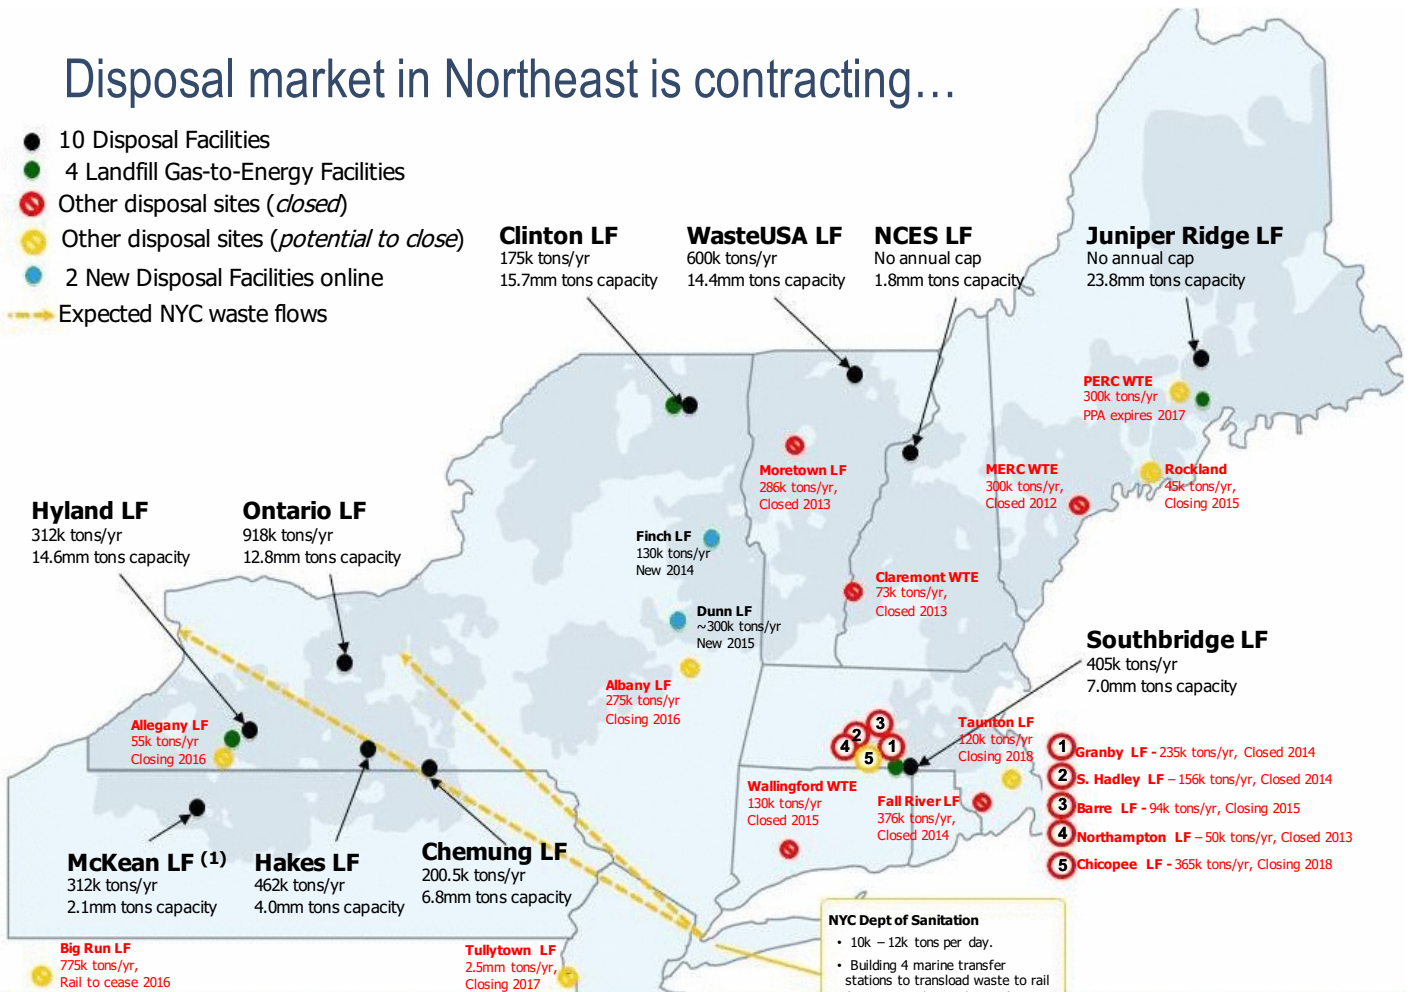 Disposal market in Northeast is contracting…
10 Disposal Facilities
4 Landfill Gas-to-Energy Facilities
Other disposal sites (closed)
Other disposal sites (potential to close)
2 New Disposal Facilities online
Expected NYC waste flows
Clinton LF
175k tons/yr
15.7mm tons capacity
WasteUSA LF
600k tons/yr
14.4mm tons capacity
NCES LF
No annual cap
1.8mm tons capacity
Juniper Ridge LF
No annual cap
23.8mm tons capacity
PERC WTE
300k tons/yr
PPA expires 2017
Moretown LF
286k tons/yr,
Closed 2013
MERC WTE
300k tons/yr,
Closed 2012
Rockland
45k tons/yr,
Closing 2015
Hyland LF
312k tons/yr
14.6mm tons capacity
Ontario LF
918k tons/yr
12.8mm tons capacity
Finch LF
130k tons/yr
New 2014
Claremont WTE
73k tons/yr,
Closed 2013
Dunn LF
~300k tons/yr
New 2015
Southbridge LF
405k tons/yr
7.0mm tons capacity
Albany LF
275k tons/yr
Closing 2016
Allegany LF
55k tons/yr
Closing 2016
3
2
4
1
5
Taunton LF
120k tons/yr
Closing 2018
1 Granby LF - 235k tons/yr, Closed 2014
2 S. Hadley LF – 156k tons/yr, Closed 2014
3 Barre LF - 94k tons/yr, Closing 2015
4 Northampton LF – 50k tons/yr, Closed 2013
5 Chicopee LF - 365k tons/yr, Closing 2018
Wallingford WTE
130k tons/yr
Closed 2015
Fall River LF
376k tons/yr,
Closed 2014
McKean LF (1)
312k tons/yr
2.1mm tons capacity
Hakes LF
462k tons/yr
4.0mm tons capacity
Chemung LF
200.5k tons/yr
6.8mm tons capacity
Big Run LF
775k tons/yr,
Rail to cease 2016
Tullytown LF
2.5mm tons/yr,
Closing 2017
NYC Dept of Sanitation
• 10k – 12k tons per day.
• Building 4 marine transfer
stations to transload waste to rail